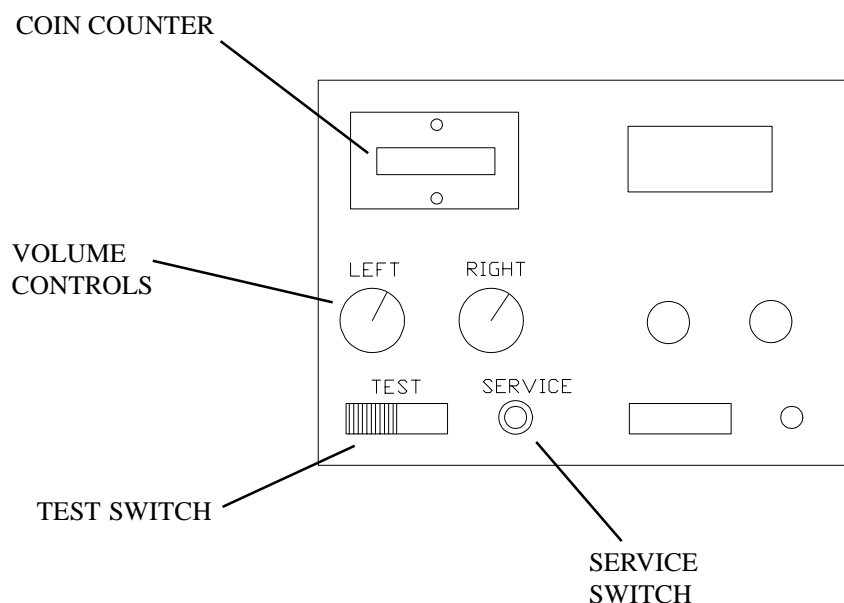 COIN COUNTER
VOLUME
CONTROLS
LEFT
RIGHT
TEST
SERVICE
TEST SWITCH
SERVICE
SWITCH